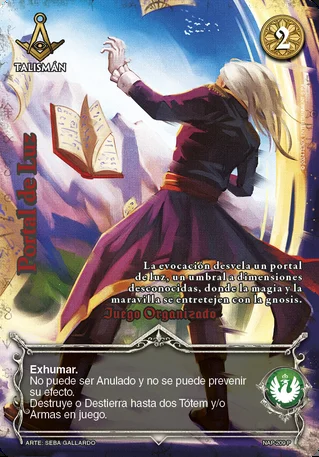 2
TALISMÁN
Portal de Luz
La evocación desvela un portal
de luz, un umbral a dimensiones
desconocidas, donde la magia y la
maravilla se entretejen con la gnosis.
Juego Organizado
Exhumar.
No puede ser Anulado y no se puede prevenir
su efecto.
Destruye o Destierra hasta dos Tótem y/o
Armas en juego.
ARTE: SEBA GALLARDO
NAP 209 P